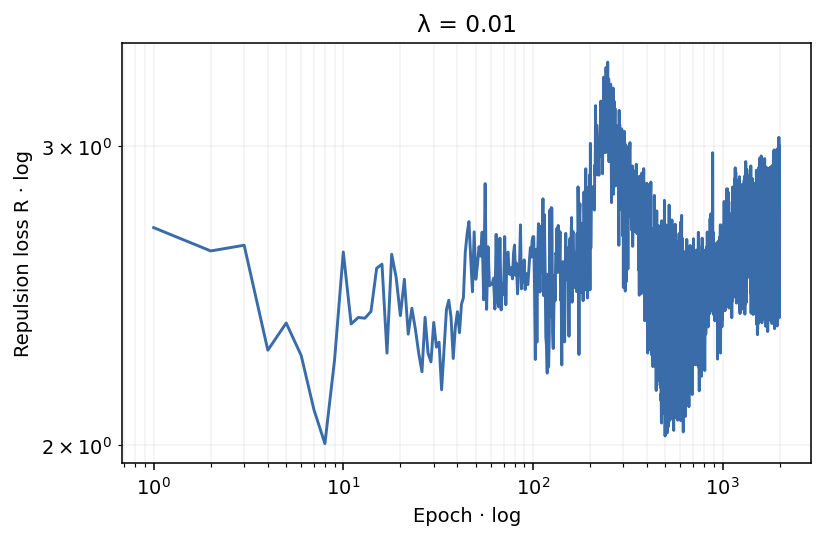 λ = 0.01
Repulsion loss R · log
3 × 10⁰
2 × 10⁰
10⁰ 10¹ 10² 10³
Epoch · log